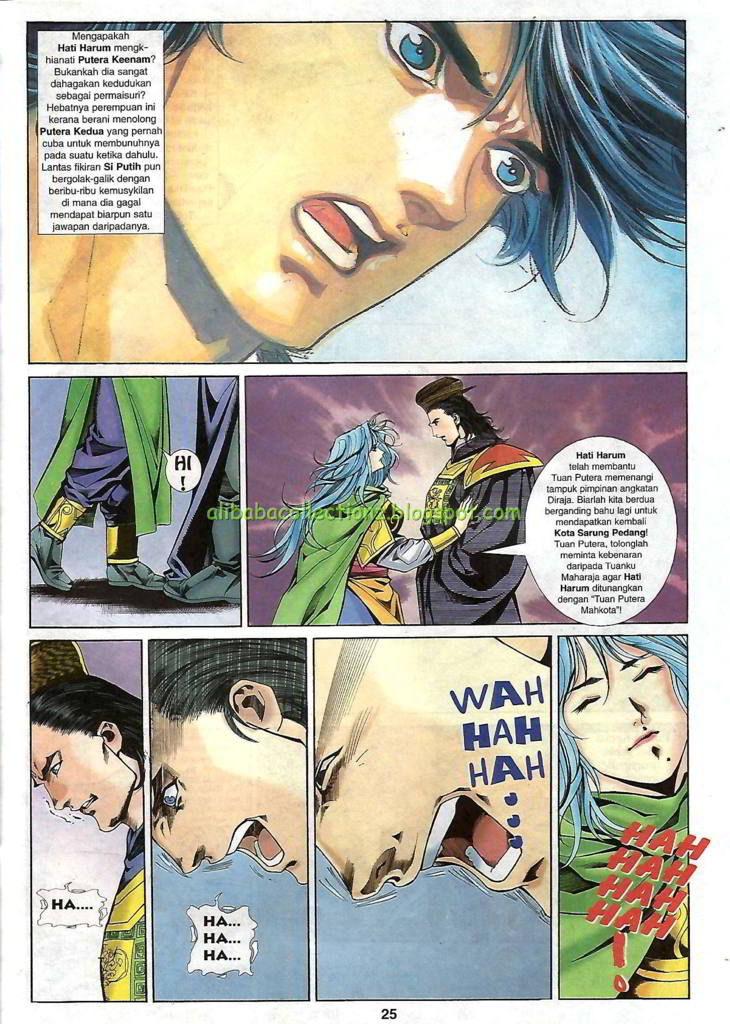 Mengapakah
Hati Harum mengk-
hianati Putera Keenam?
Bukankah dia sangat
dahagakan kedudukan
sebagai permaisuri?
Hebatnya perempuan ini
kerana berani menolong
Putera Kedua yang pernah
cuba untuk membunuhnya
pada suatu ketika dahulu.
Lantas fikiran Si Putih pun
bergolak-galik dengan
beribu-ribu kemusykilan
di mana dia gagal
mendapat biarpun satu
jawapan daripadanya.
HI
!
Hati Harum
telah membantu
Tuan Putera memenangi
tampuk pimpinan angkatan
Diraja. Biarlah kita berdua
berganding bahu lagi untuk
mendapatkan kembali
Kota Sarung Pedang!
Tuan Putera, tolonglah
meminta kebenaran
daripada Tuanku
Maharaja agar Hati
Harum ditunangkan
dengan "Tuan Putera
Mahkota"!
alibabacollectionz.blogspot.com
HA....
HA...
HA...
HA...
WAH
HAH
HAH
HAH
HAH
HAH
HAH
!
25